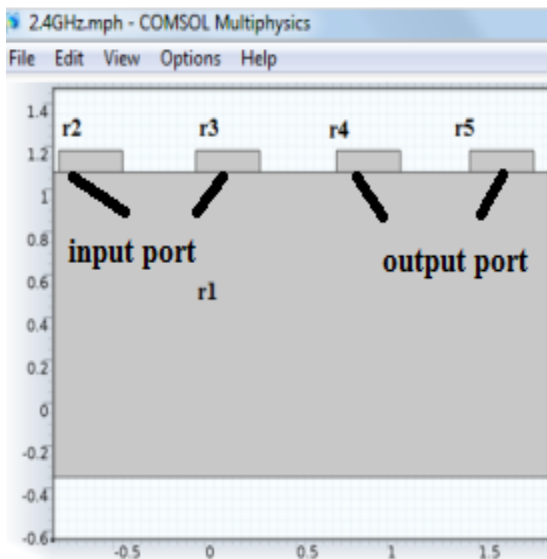 2.4GHz.mph - COMSOL Multiphysics
File Edit View Options Help
1.4
r2 r3 r4 r5
1.2
1
0.8
input port output port
0.6
r1
0.4
0.2
0
-0.2
-0.4
-0.6
-0.5 0 0.5 1 1.5